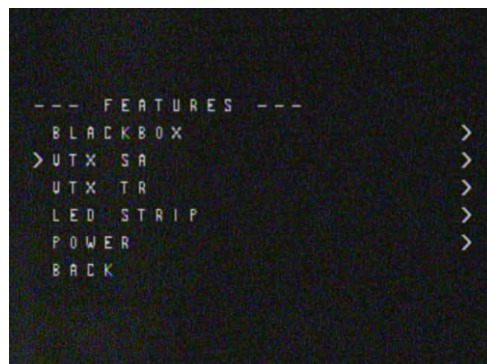 --- FEATURES ---
BLACKBOX >
>VTX SA >
VTX TR >
LED STRIP >
POWER >
BACK